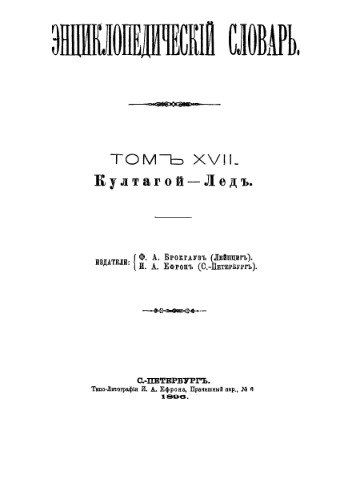 ЭНЦИКЛОПЕДИЧЕСКІЙ СЛОВАРЬ.
ТОМЪ XVII.
Култагой—Ледъ.
ИЗДАТЕЛИ:
Ф. А. Брокгаузъ (Лейпцигъ).
И. А. Ефронъ (С.-Петербургъ).
С.-ПЕТЕРБУРГЪ.
Типо-Литографія И. А. Ефрона, Прачешный пер., № 6
1896.